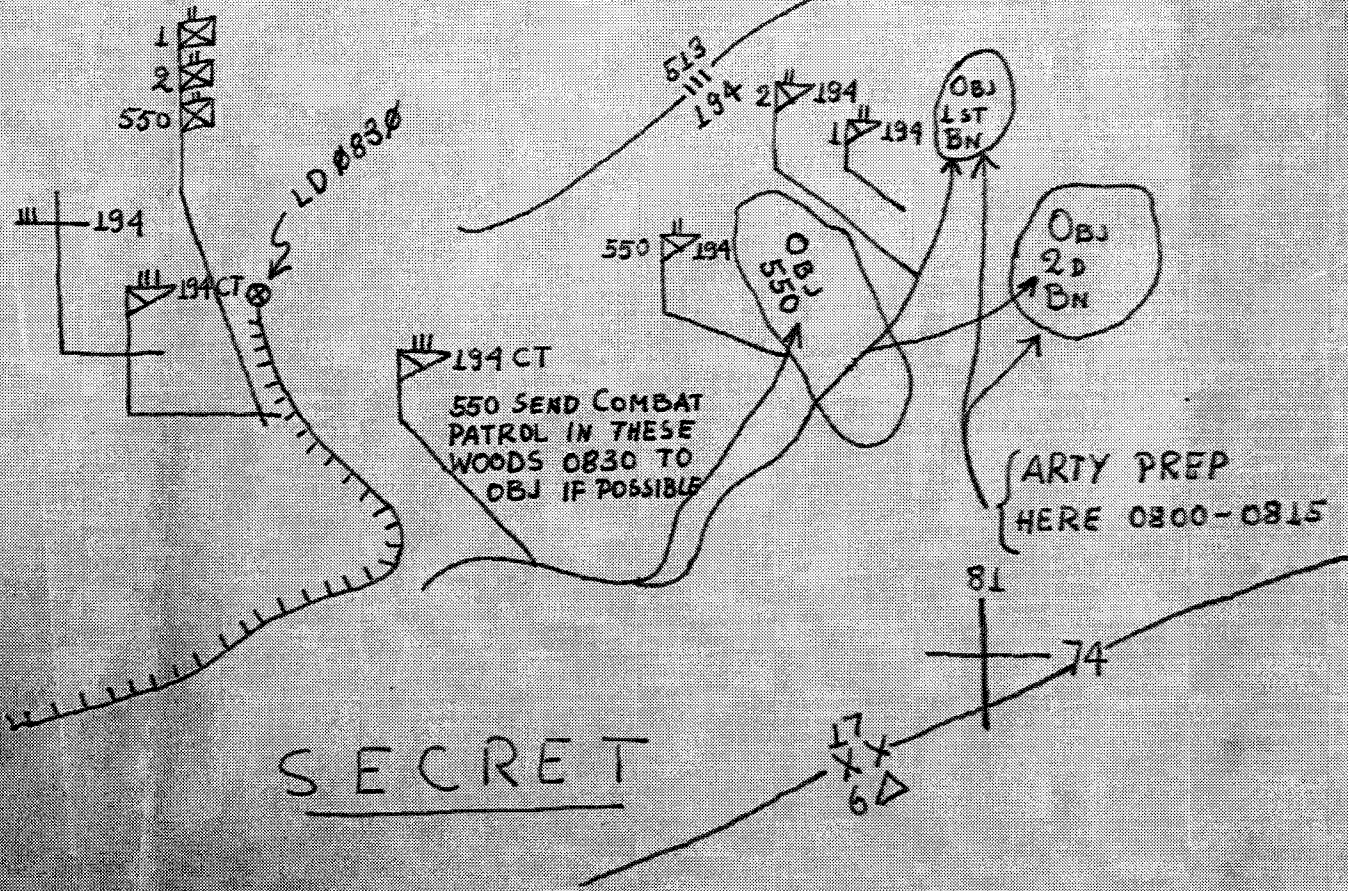 1
2
550
LD Ø83Ø
194
194 CT
513
194
2 194
1 194
OBJ
1ST
BN
550 194
OBJ
550
OBJ
2D
BN
194 CT
550 SEND COMBAT
PATROL IN THESE
WOODS 0830 TO
OBJ IF POSSIBLE
ARTY PREP
HERE 0800-0815
81
74
17
XX
6
SECRET